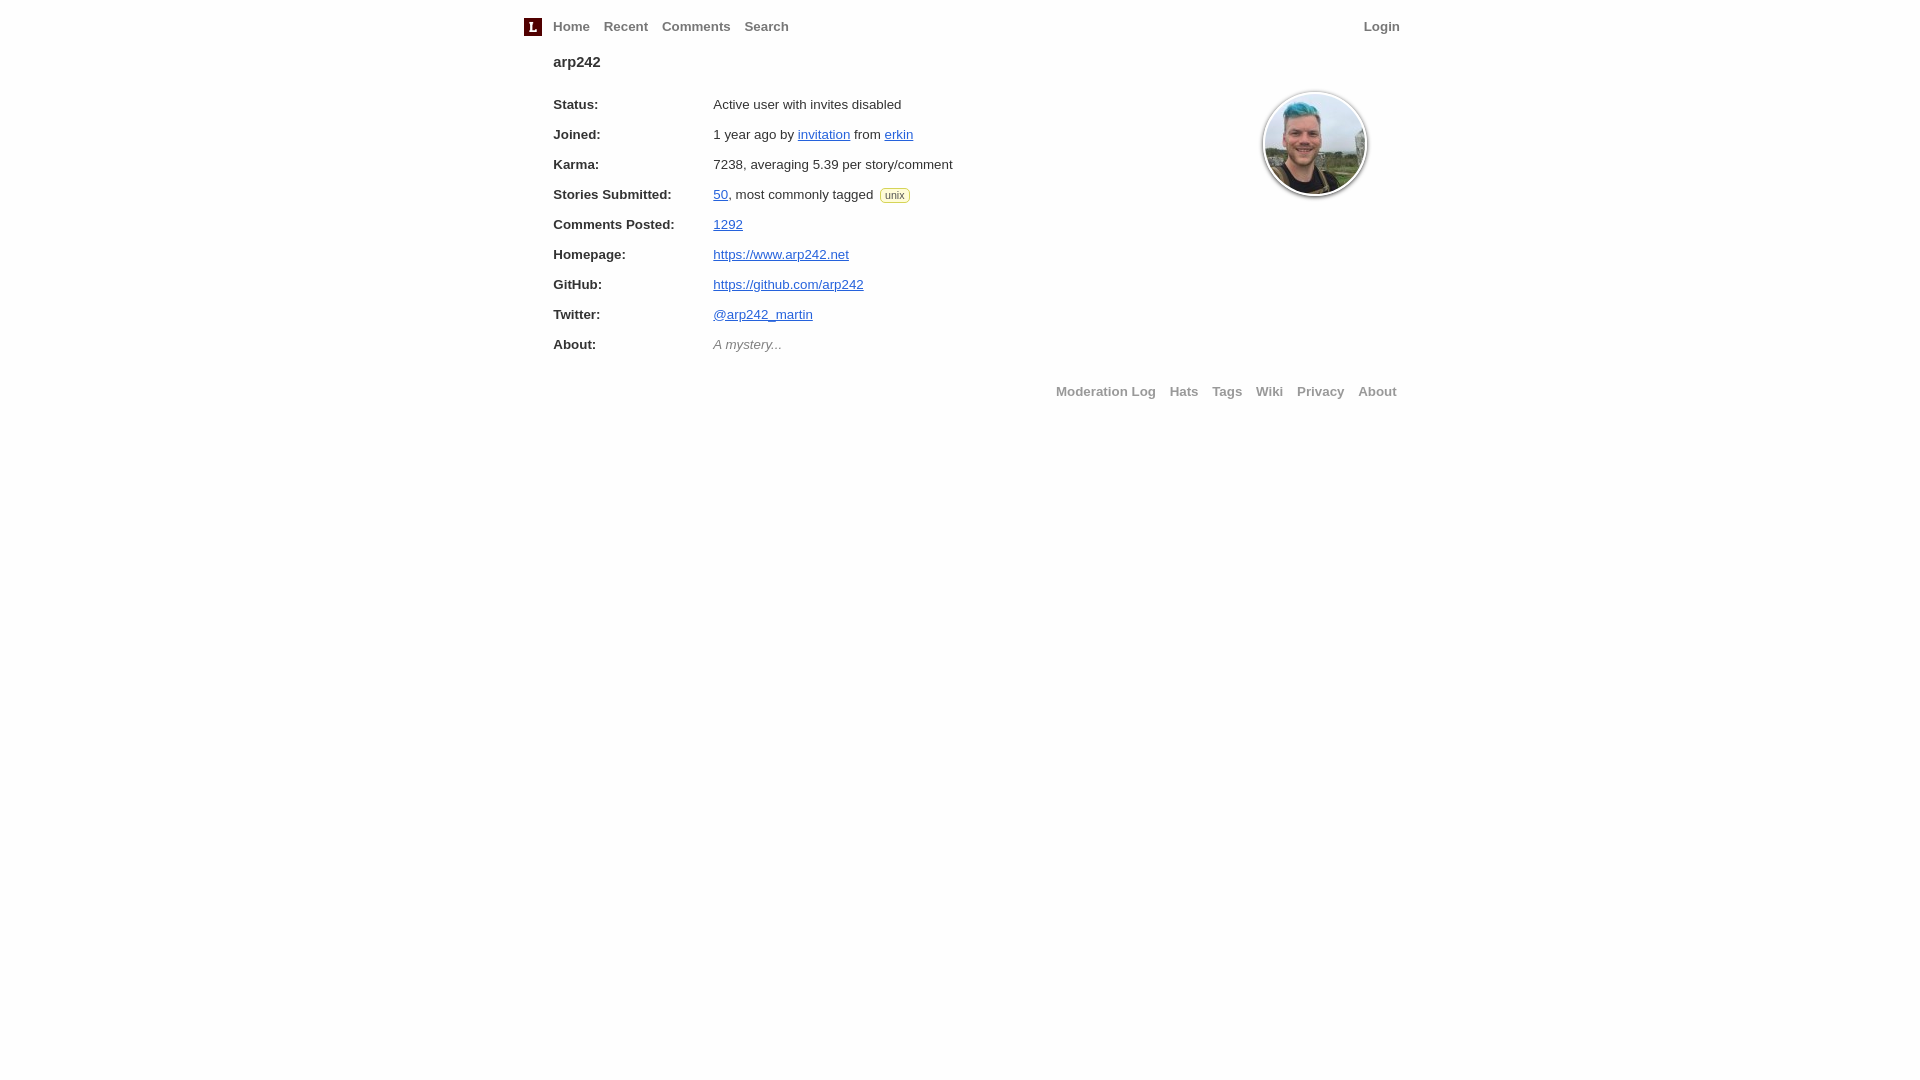 L Home Recent Comments Search Login
arp242
Status: Active user with invites disabled
Joined: 1 year ago by invitation from erkin
Karma: 7238, averaging 5.39 per story/comment
Stories Submitted: 50, most commonly tagged unix
Comments Posted: 1292
Homepage: https://www.arp242.net
GitHub: https://github.com/arp242
Twitter: @arp242_martin
About: A mystery...
Moderation Log Hats Tags Wiki Privacy About